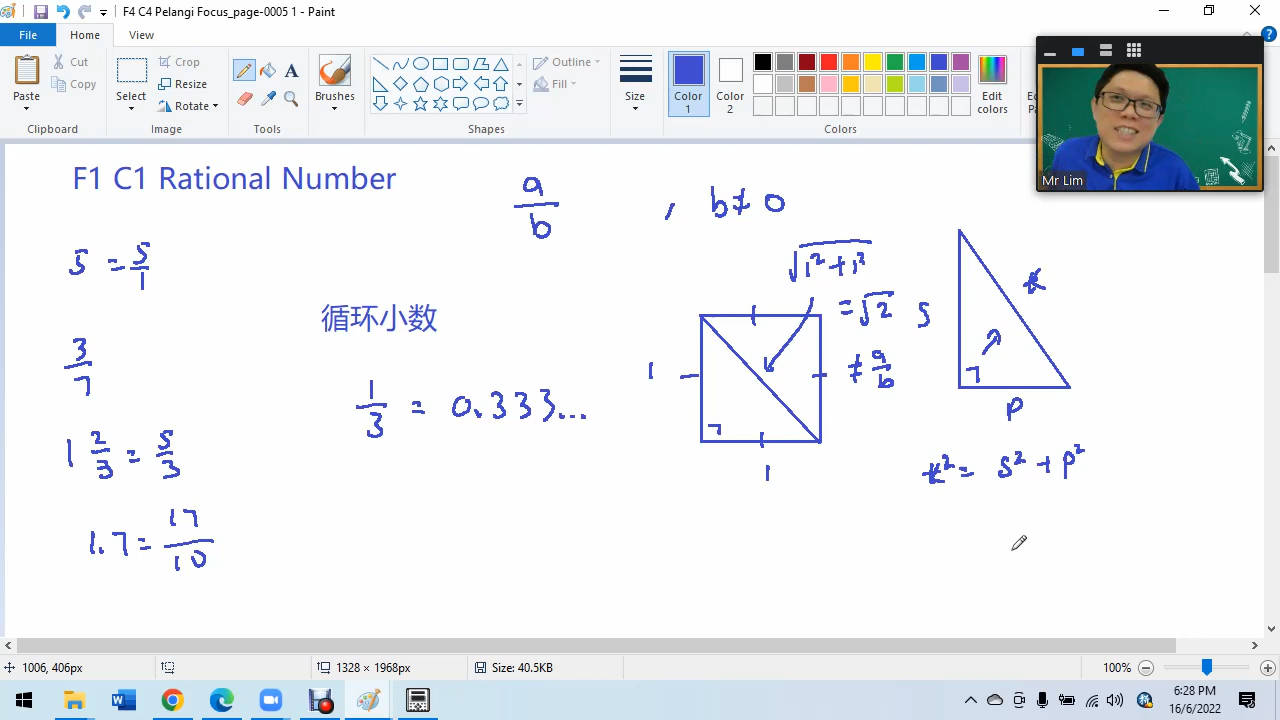 F4 C4 Pelangi Focus_page-0005 1 - Paint
File Home View
Paste Cut Copy Clipboard
Select Crop Resize Rotate Image
A Tools
Brushes
Shapes Outline Fill
Size
Color 1 Color 2 Edit colors Colors
Mr Lim
F1 C1 Rational Number
a/b , b≠0
5 = 5/1
循环小数
3/7
1/3 = 0.333...
1 2/3 = 5/3
1.7 = 17/10
√(1²+1²)
= √2
≠ a/b
1
1
S
P
² = S² + P²
1006, 406px
1328 × 1968px
Size: 40.5KB
100%
6:28 PM
16/6/2022